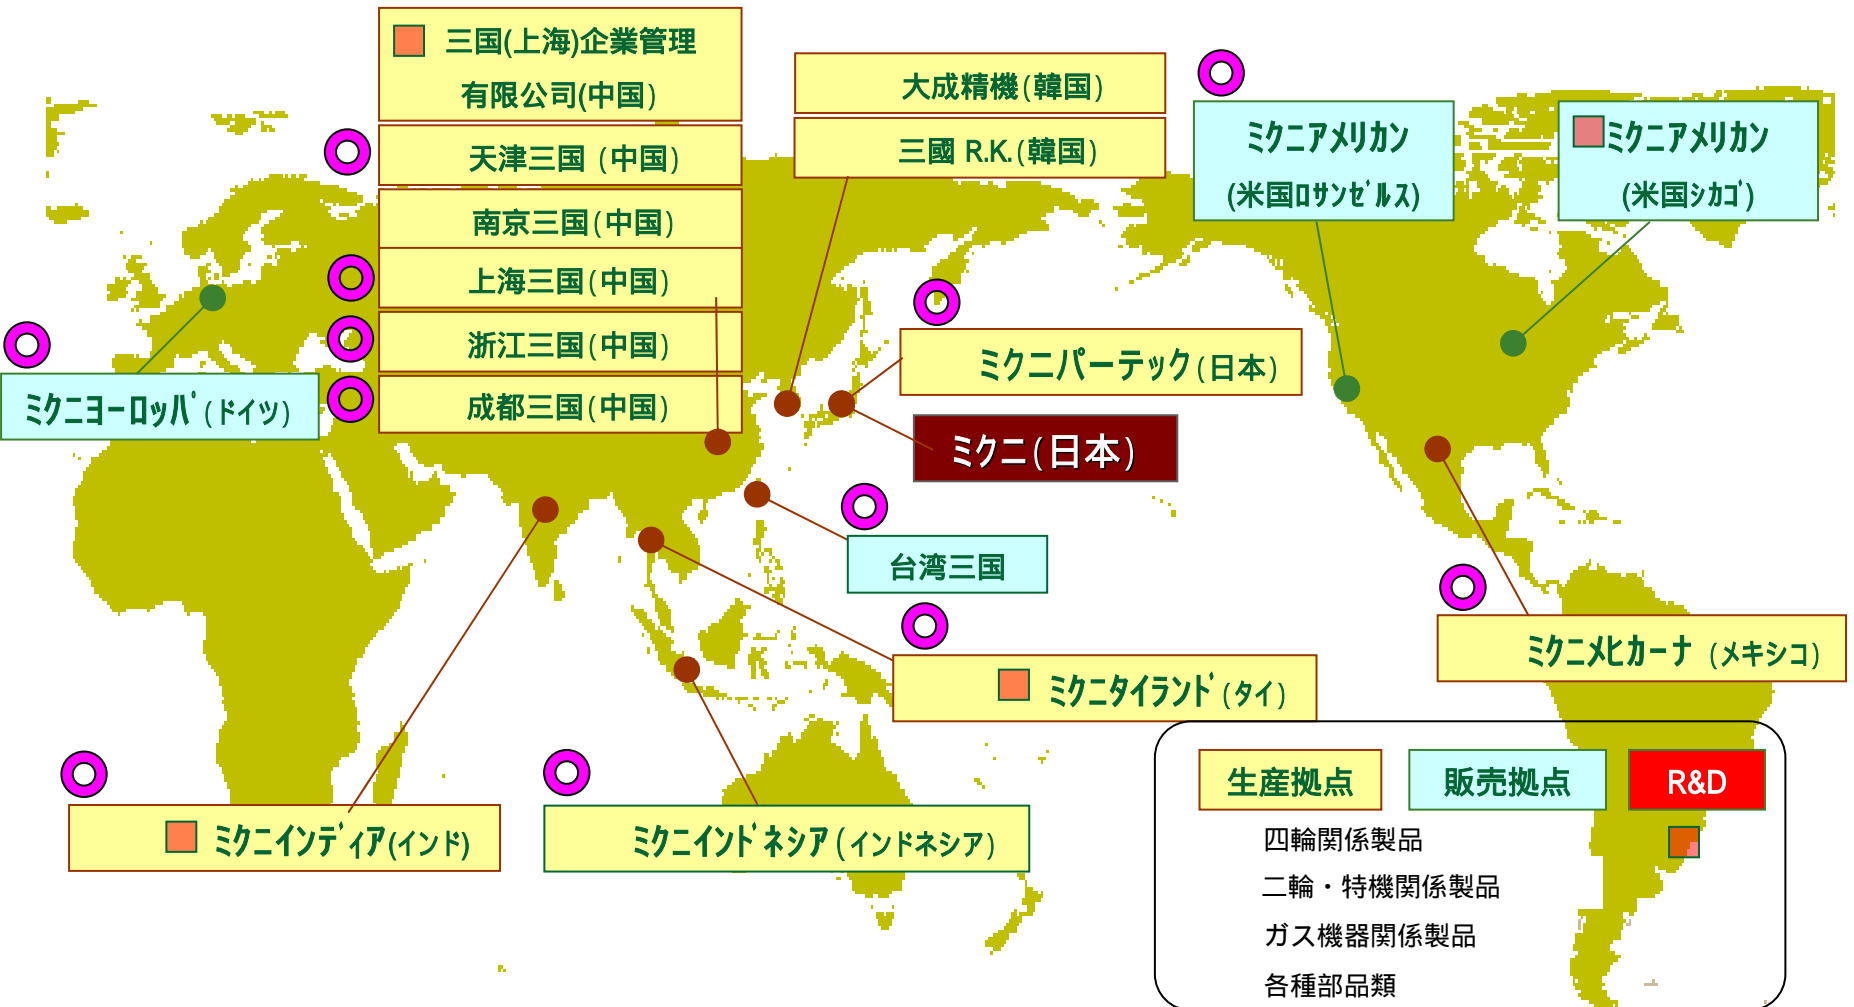 三国(上海)企業管理
有限公司(中国)
天津三国 (中国)
南京三国(中国)
上海三国(中国)
浙江三国(中国)
成都三国(中国)
大成精機(韓国)
三國 R.K.(韓国)
ﾐｸﾆｱﾒﾘｶﾝ
(米国ﾛｻﾝｾﾞﾙｽ)
ﾐｸﾆｱﾒﾘｶﾝ
(米国ｼｶｺﾞ)
ﾐｸﾆﾖｰﾛｯﾊﾟ(ドイツ)
ミクニパーテック(日本)
ミクニ(日本)
台湾三国
ﾐｸﾆﾒﾋｶｰﾅ (メキシコ)
ﾐｸﾆﾀｲﾗﾝﾄﾞ(タイ)
ﾐｸﾆｲﾝﾃﾞｨｱ(インド)
ﾐｸﾆｲﾝﾄﾞﾈｼｱ(インドネシア)
生産拠点 販売拠点 R&D
四輪関係製品
二輪・特機関係製品
ガス機器関係製品
各種部品類